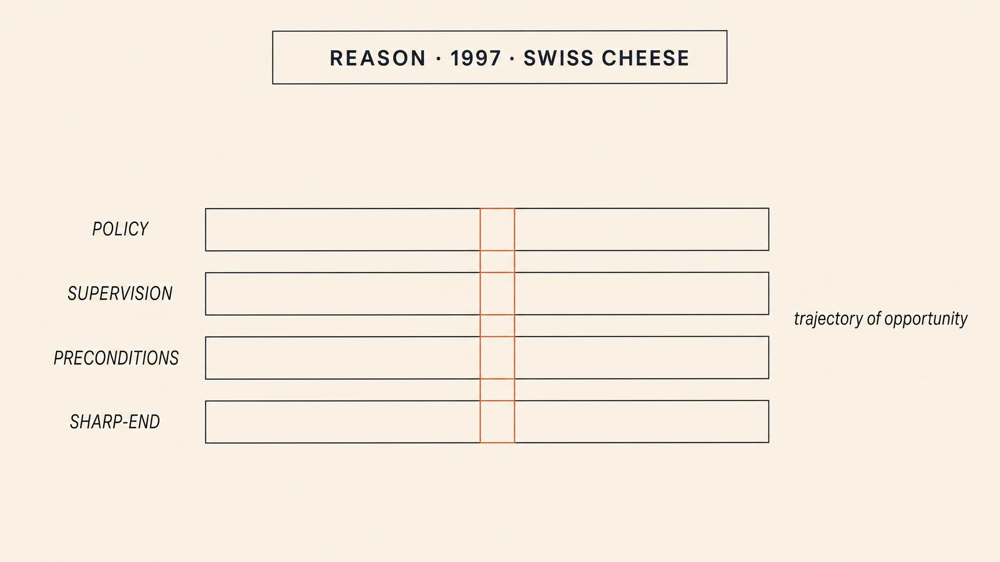 REASON · 1997 · SWISS CHEESE
POLICY
SUPERVISION
trajectory of opportunity
PRECONDITIONS
SHARP-END